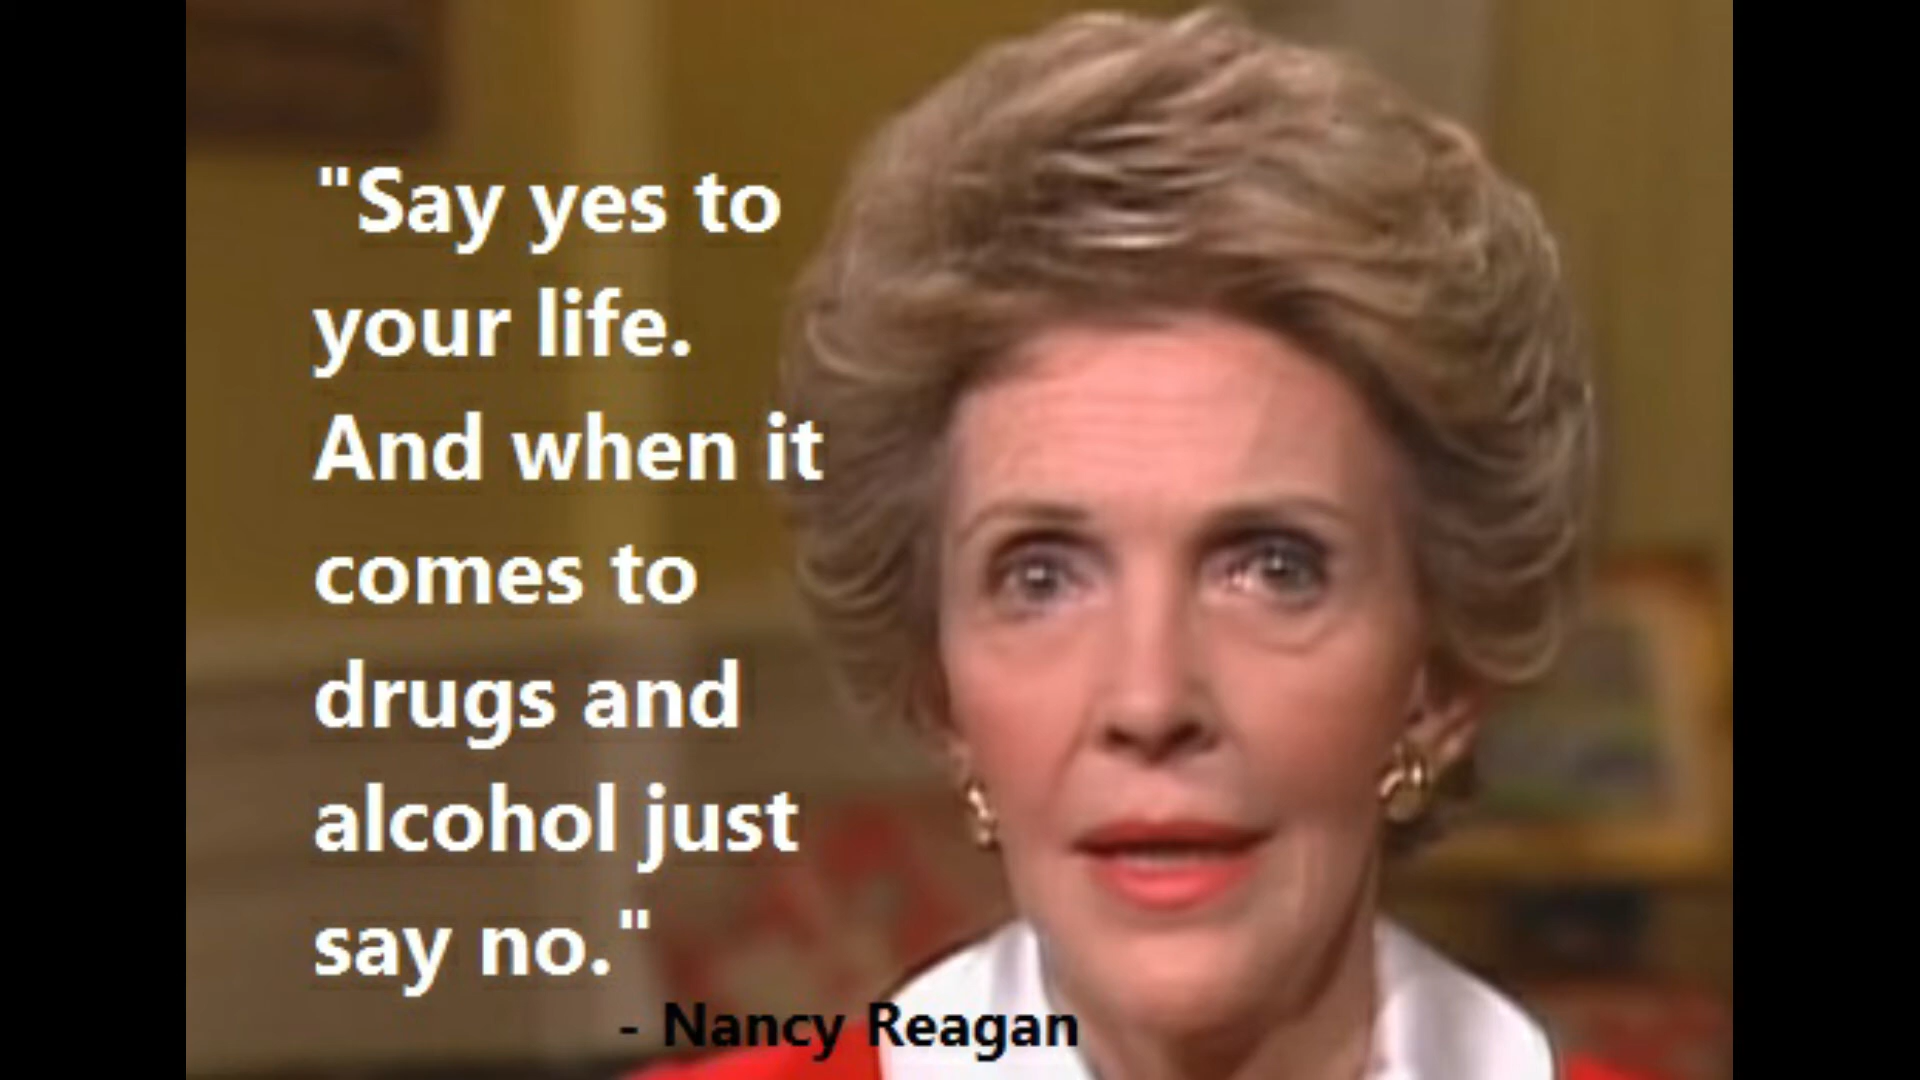 "Say yes to
your life.
And when it
comes to
drugs and
alcohol just
say no."
- Nancy Reagan